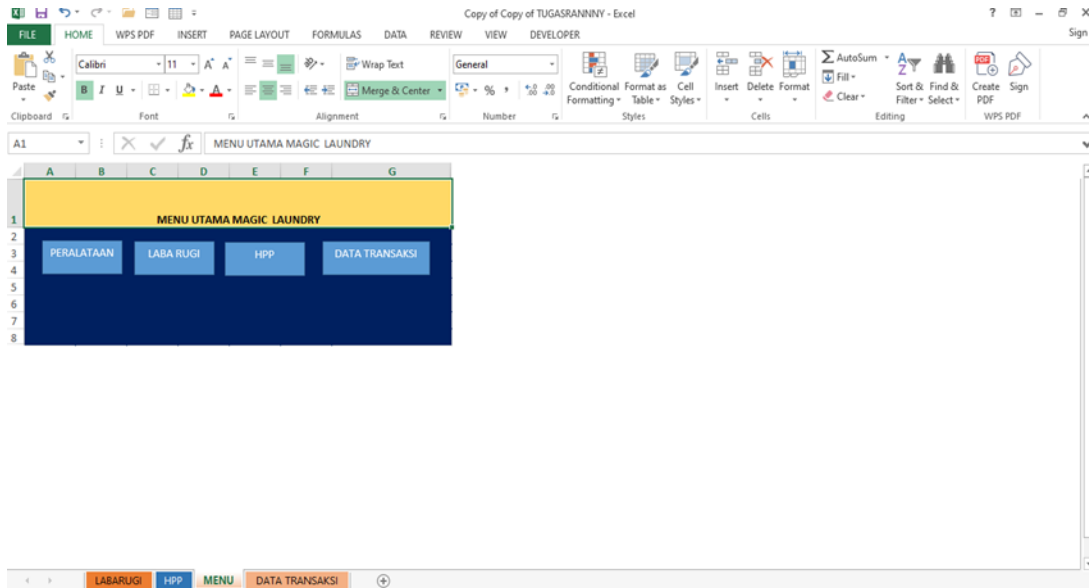 Copy of Copy of TUGASRANNNY - Excel
?
Sign
FILE HOME WPS PDF INSERT PAGE LAYOUT FORMULAS DATA REVIEW VIEW DEVELOPER
Paste
Calibri 11 A A
B I U A
Wrap Text
Merge & Center
General
% ,
Conditional Formatting
Format as Table
Cell Styles
Insert Delete Format
AutoSum
Fill
Clear
Sort & Filter
Find & Select
Create PDF
Sign
Clipboard Font Alignment Number Styles Cells Editing WPS PDF
A1 fx MENU UTAMA MAGIC LAUNDRY
A B C D E F G
1 MENU UTAMA MAGIC LAUNDRY
2
3 PERALATAAN LABA RUGI HPP DATA TRANSAKSI
4
5
6
7
8
LABARUGI HPP MENU DATA TRANSAKSI